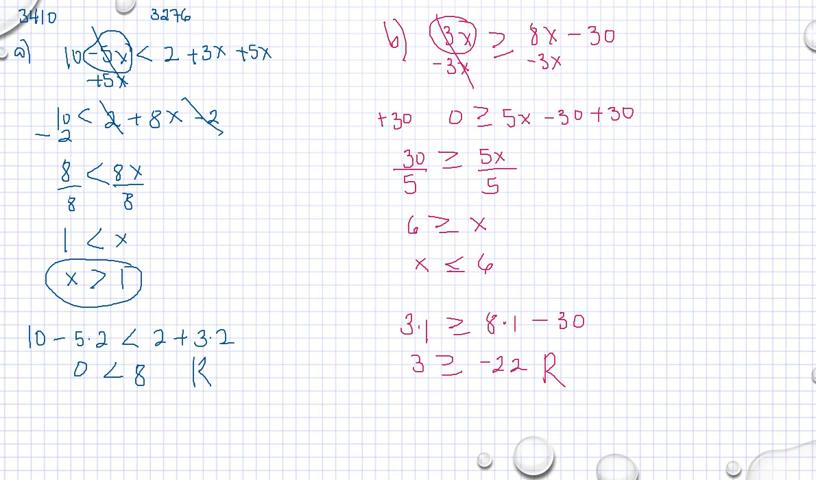 3410 3276
a) 10 - 5x < 2 + 3x + 5x
+5x
10 < 2 + 8x - 2
- 2
8 < 8x
8 8
1 < x
x > 1
10 - 5·2 < 2 + 3·2
0 < 8 R
b) 3x ≥ 8x - 30
-3x -3x
+30 0 ≥ 5x - 30 + 30
30 ≥ 5x
5 5
6 ≥ x
x ≤ 6
3·1 ≥ 8·1 - 30
3 ≥ -22 R